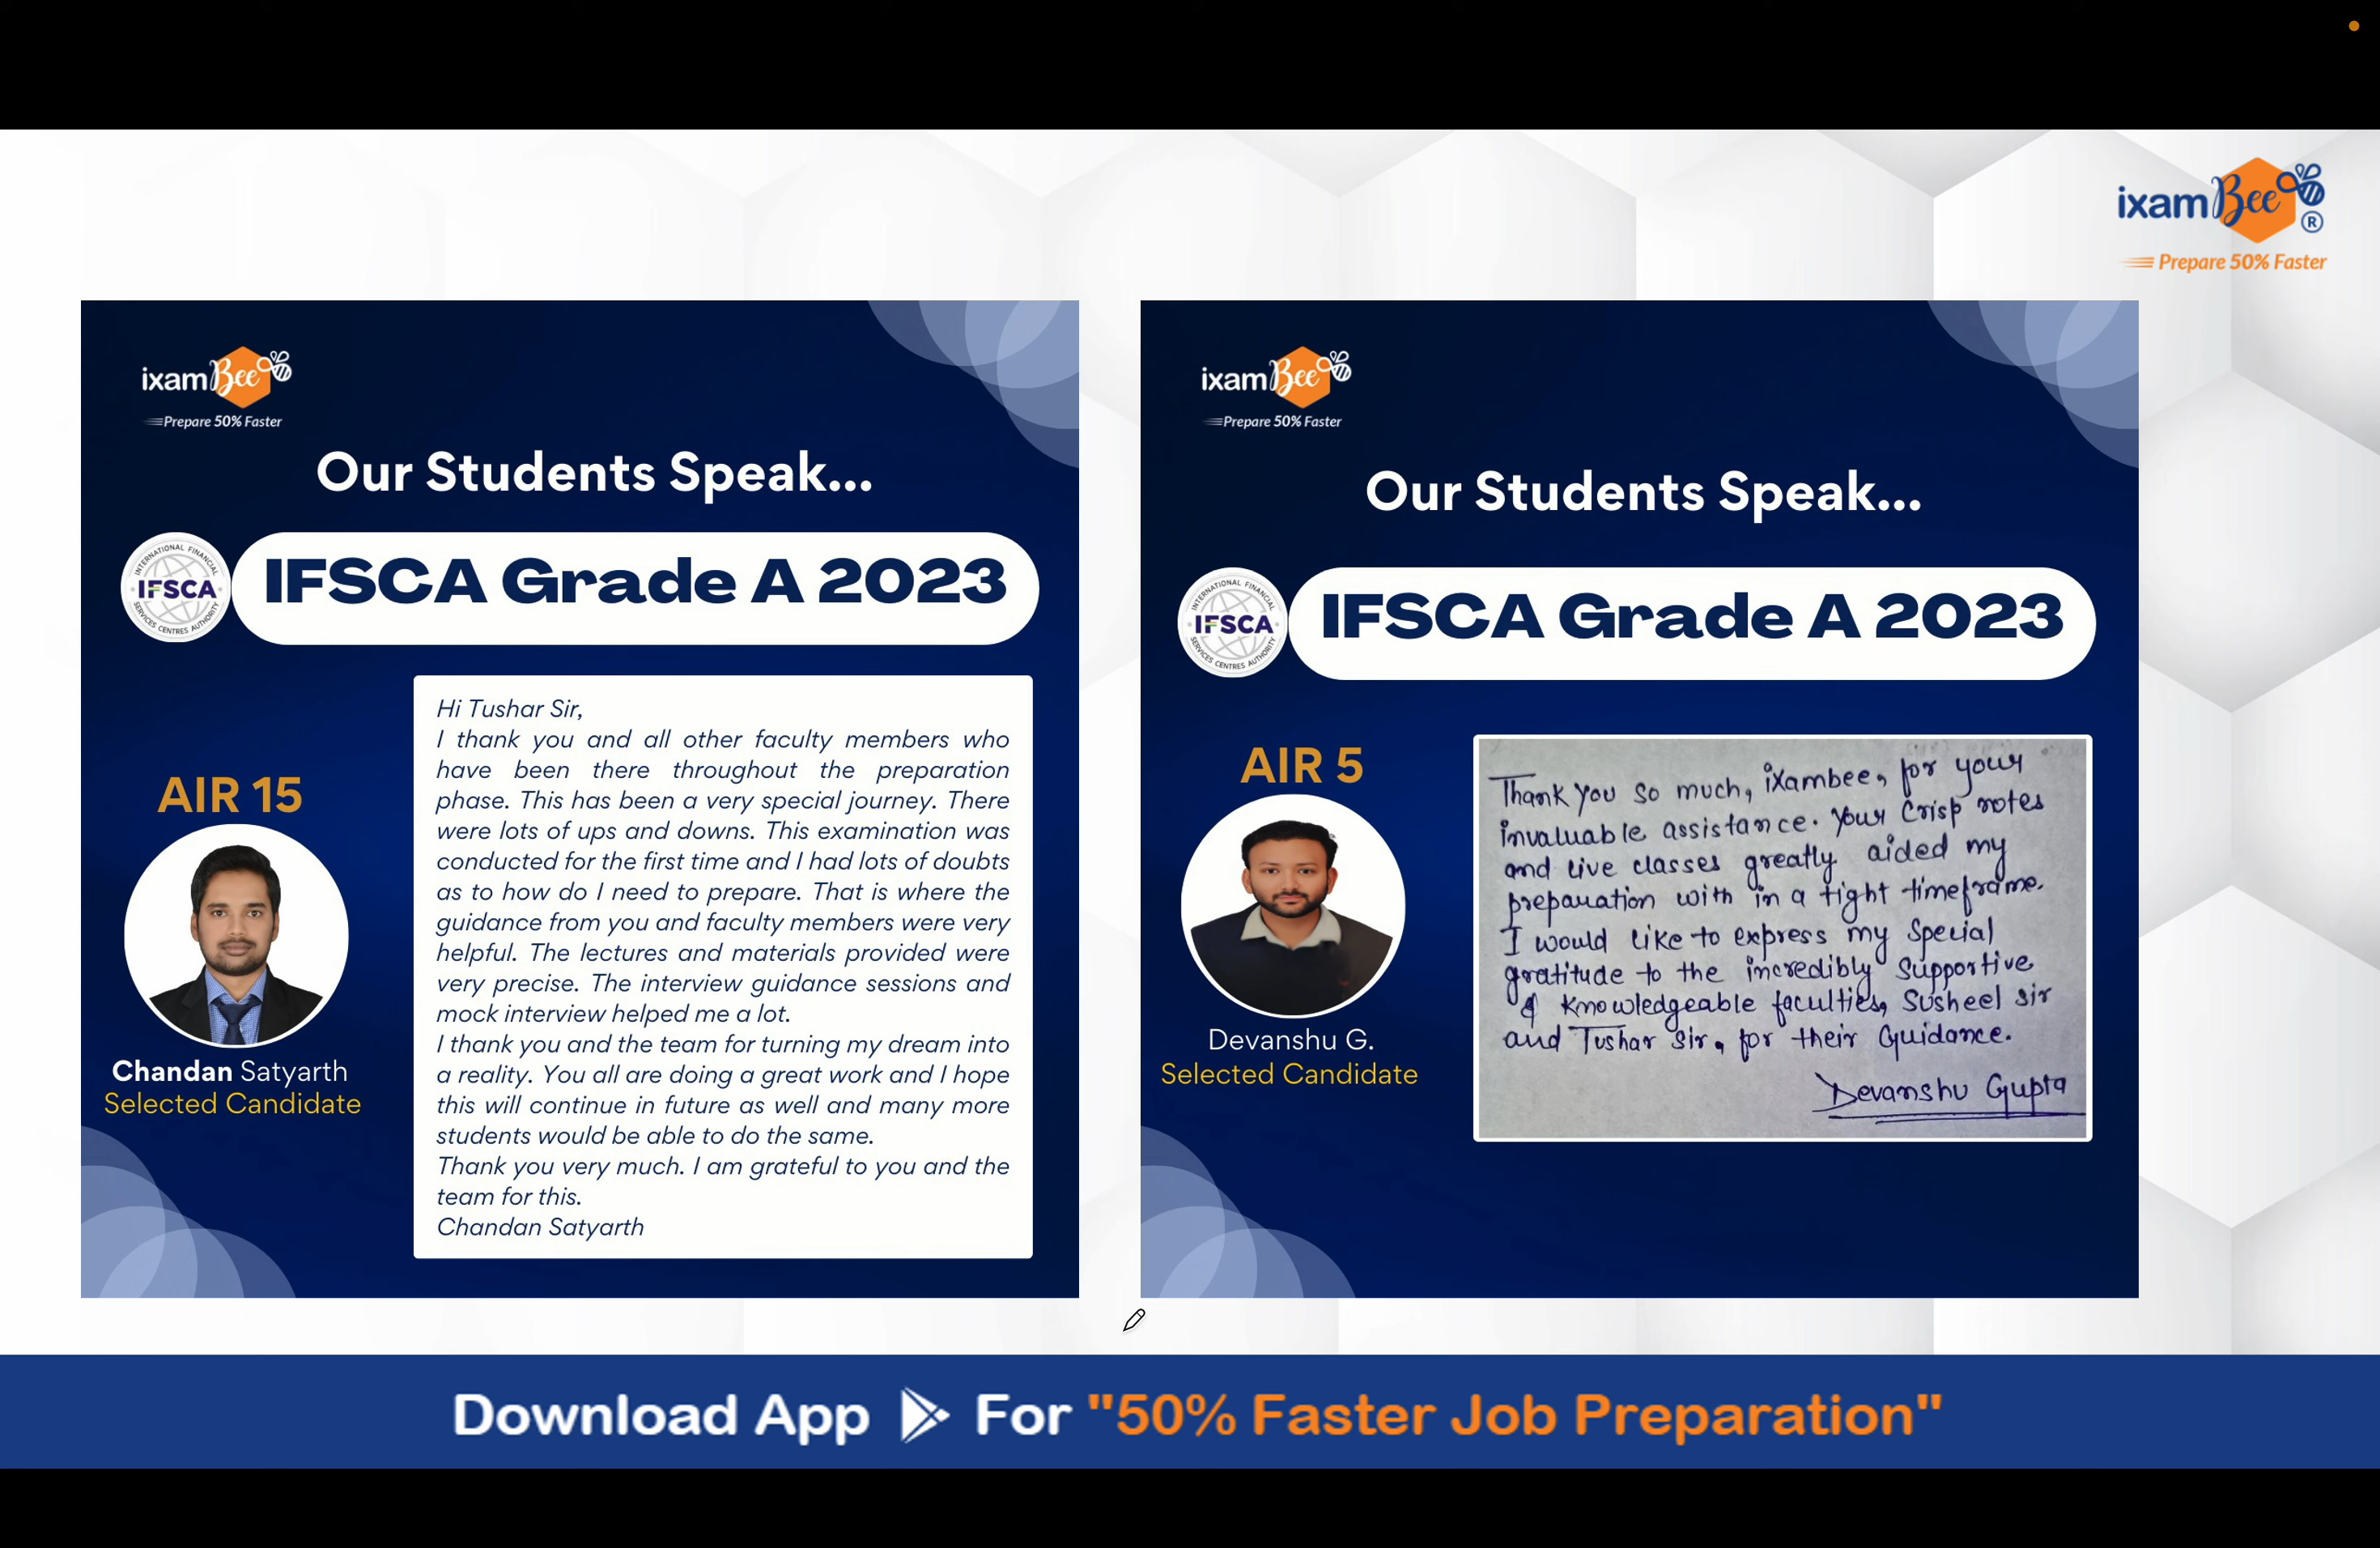 ixamBee
®
Prepare 50% Faster
ixamBee
Prepare 50% Faster
Our Students Speak...
INTERNATIONAL FINANCIAL
IFSCA
SERVICES CENTRES AUTHORITY
IFSCA Grade A 2023
AIR 15
Chandan Satyarth
Selected Candidate
Hi Tushar Sir,
I thank you and all other faculty members who
have been there throughout the preparation
phase. This has been a very special journey. There
were lots of ups and downs. This examination was
conducted for the first time and I had lots of doubts
as to how do I need to prepare. That is where the
guidance from you and faculty members were very
helpful. The lectures and materials provided were
very precise. The interview guidance sessions and
mock interview helped me a lot.
I thank you and the team for turning my dream into
a reality. You all are doing a great work and I hope
this will continue in future as well and many more
students would be able to do the same.
Thank you very much. I am grateful to you and the
team for this.
Chandan Satyarth
ixamBee
Prepare 50% Faster
Our Students Speak...
INTERNATIONAL FINANCIAL
IFSCA
SERVICES CENTRES AUTHORITY
IFSCA Grade A 2023
AIR 5
Devanshu G.
Selected Candidate
Thank you so much, iXambee, for your
invaluable assistance. Your Crisp notes
and live classes greatly aided my
preparation with in a tight timeframe.
I would like to express my Special
gratitude to the incredibly Supportive
& Knowledgeable faculties, Susheel sir
and Tushar Sir, for their Guidance.
Devanshu Gupta
Download App For "50% Faster Job Preparation"